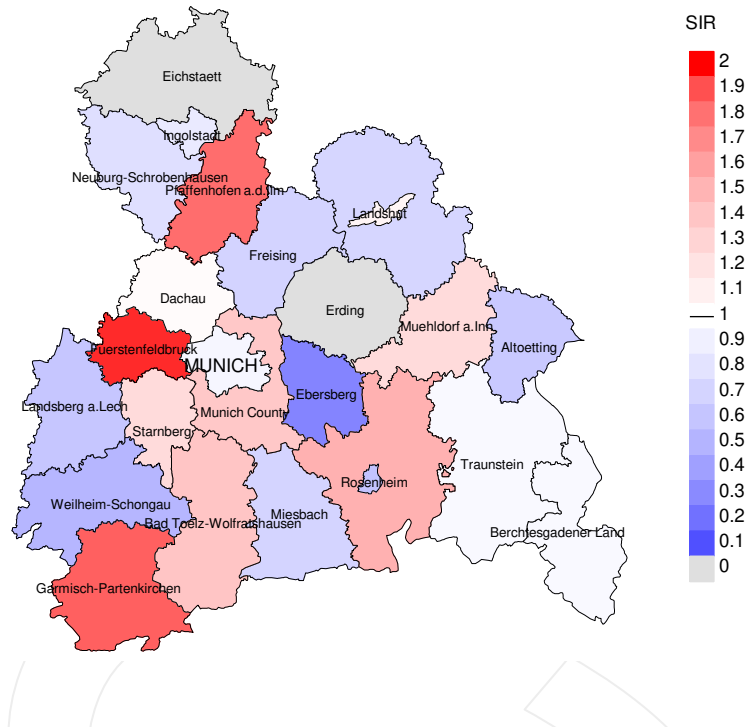 SIR
Eichstaett
Ingolstadt
Neuburg-Schrobenhausen
Pfaffenhofen a.d.Ilm
Landshut
Freising
Dachau
Erding
Muehldorf a.Inn
Altoetting
Fuerstenfeldbruck
MUNICH
Ebersberg
Landsberg a.Lech
Munich County
Starnberg
Traunstein
Rosenheim
Weilheim-Schongau
Miesbach
Bad Toelz-Wolfratshausen
Berchtesgadener Land
Garmisch-Partenkirchen
2
1.9
1.8
1.7
1.6
1.5
1.4
1.3
1.2
1.1
1
0.9
0.8
0.7
0.6
0.5
0.4
0.3
0.2
0.1
0